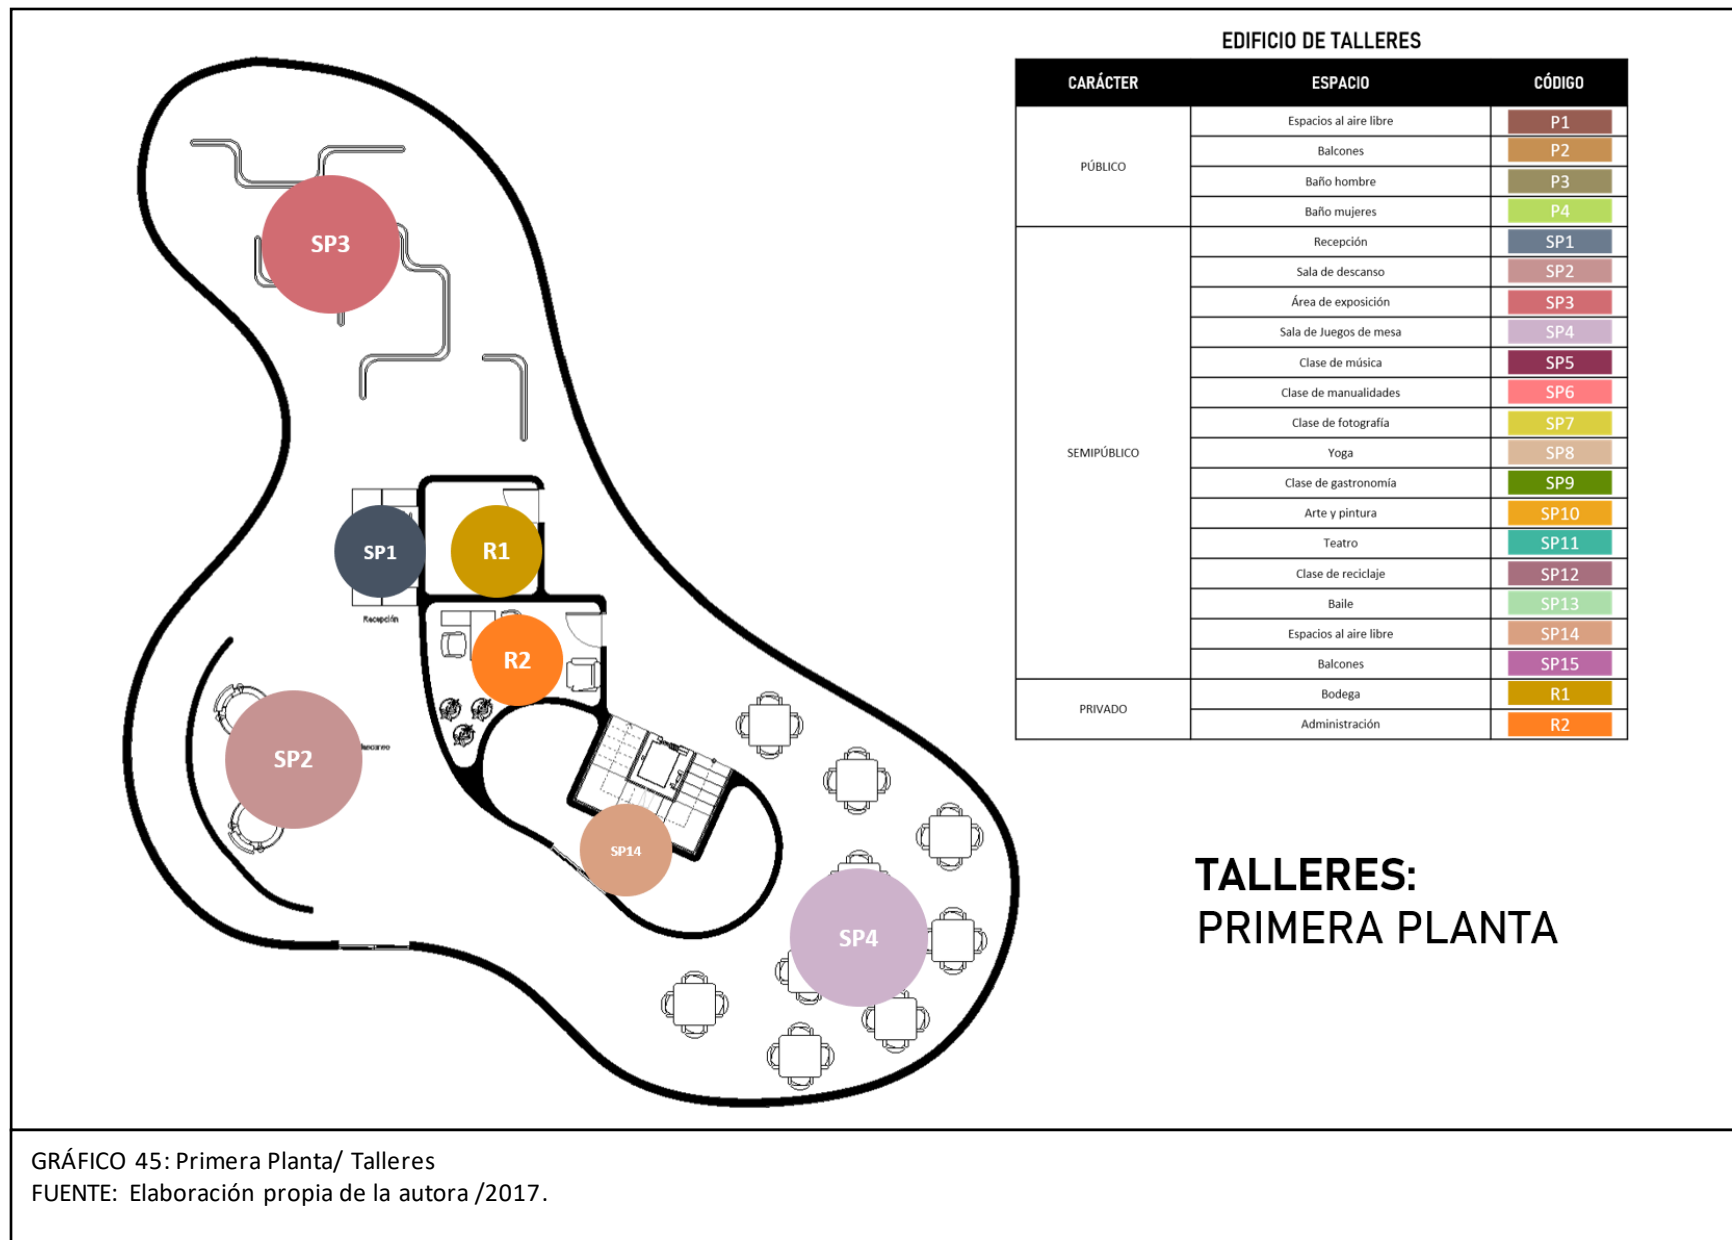 EDIFICIO DE TALLERES
CARÁCTER ESPACIO CÓDIGO
PÚBLICO
Espacios al aire libre P1
Balcones P2
Baño hombre P3
Baño mujeres P4
SEMIPÚBLICO
Recepción SP1
Sala de descanso SP2
Área de exposición SP3
Sala de Juegos de mesa SP4
Clase de música SP5
Clase de manualidades SP6
Clase de fotografía SP7
Yoga SP8
Clase de gastronomía SP9
Arte y pintura SP10
Teatro SP11
Clase de reciclaje SP12
Baile SP13
Espacios al aire libre SP14
Balcones SP15
PRIVADO
Bodega R1
Administración R2
SP3
SP1
R1
Recepción
R2
SP2
SP14
SP4
TALLERES:
PRIMERA PLANTA
GRÁFICO 45: Primera Planta/ Talleres
FUENTE: Elaboración propia de la autora /2017.